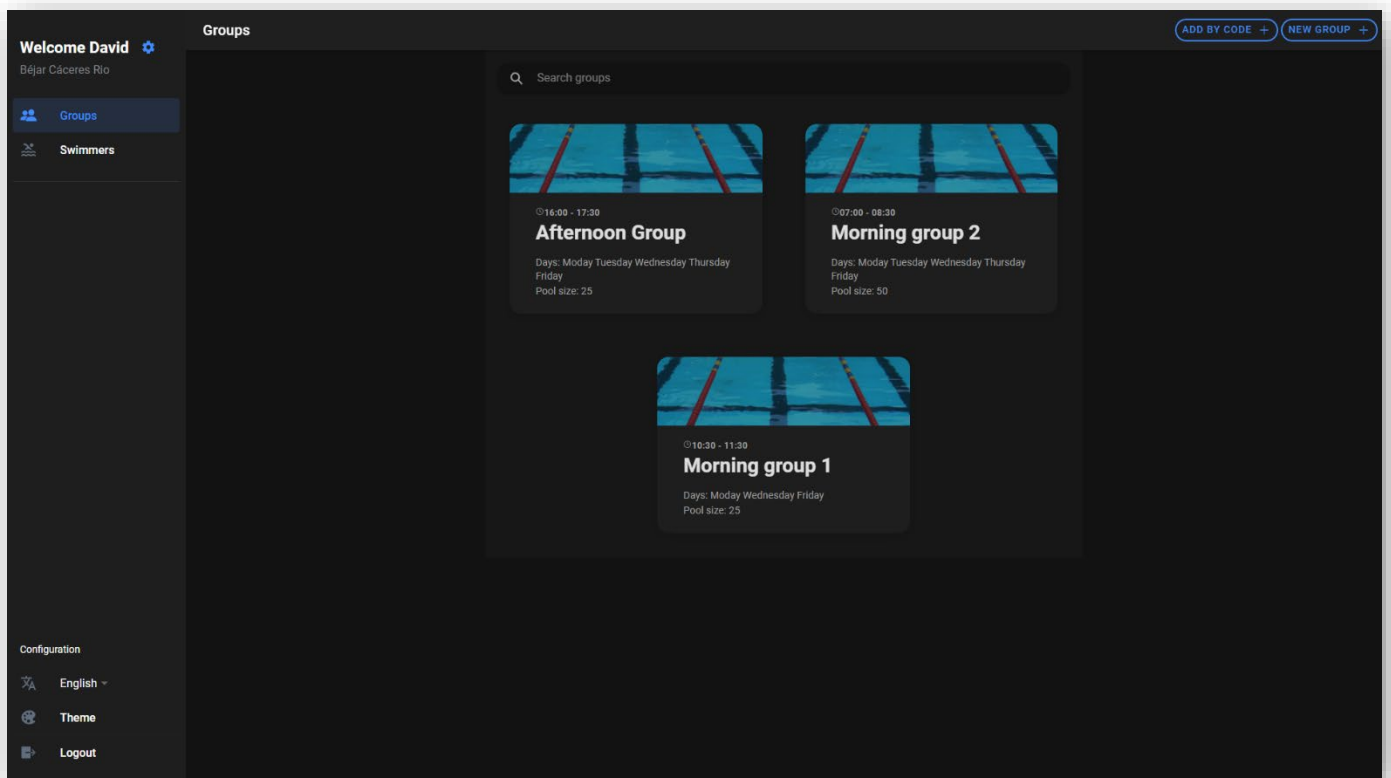 Welcome David
Béjar Cáceres Rio
Groups
Swimmers
Configuration
English
Theme
Logout
Groups
ADD BY CODE +
NEW GROUP +
Search groups
16:00 - 17:30
Afternoon Group
Days: Moday Tuesday Wednesday Thursday
Friday
Pool size: 25
07:00 - 08:30
Morning group 2
Days: Moday Tuesday Wednesday Thursday
Friday
Pool size: 50
10:30 - 11:30
Morning group 1
Days: Moday Wednesday Friday
Pool size: 25